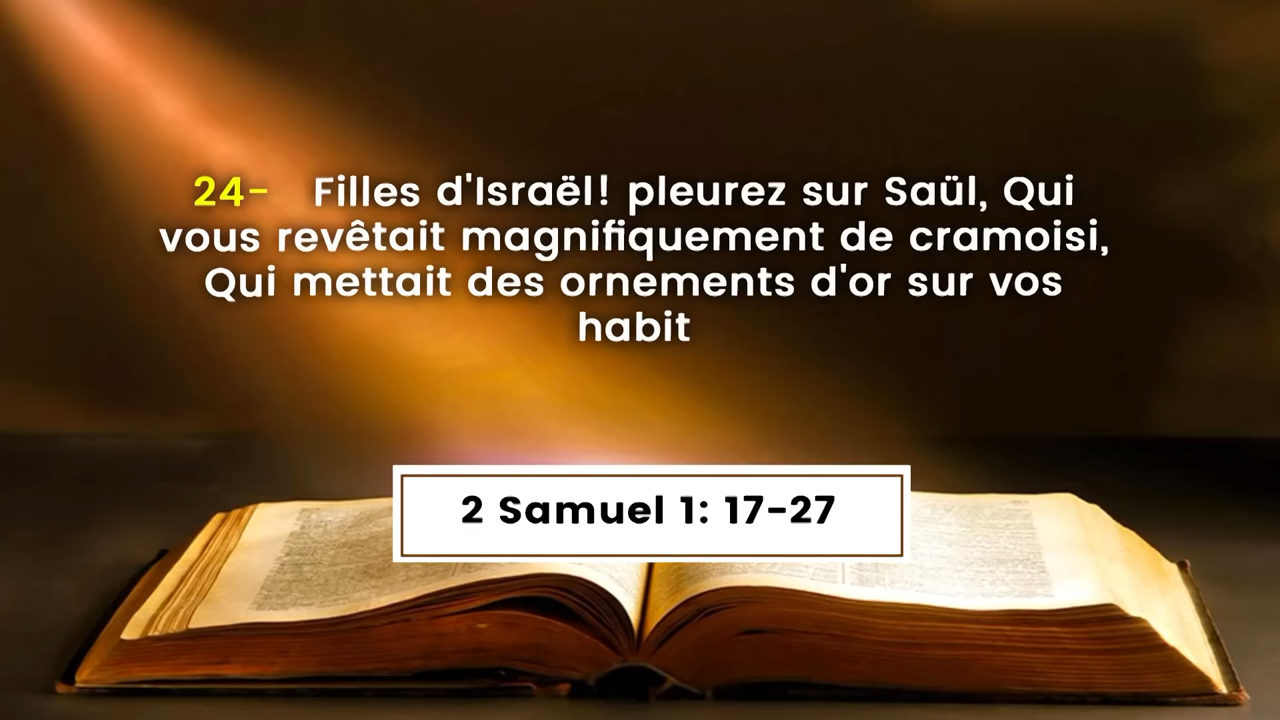 24- Filles d'Israël! pleurez sur Saül, Qui
vous revêtait magnifiquement de cramoisi,
Qui mettait des ornements d'or sur vos
habit
2 Samuel 1: 17-27